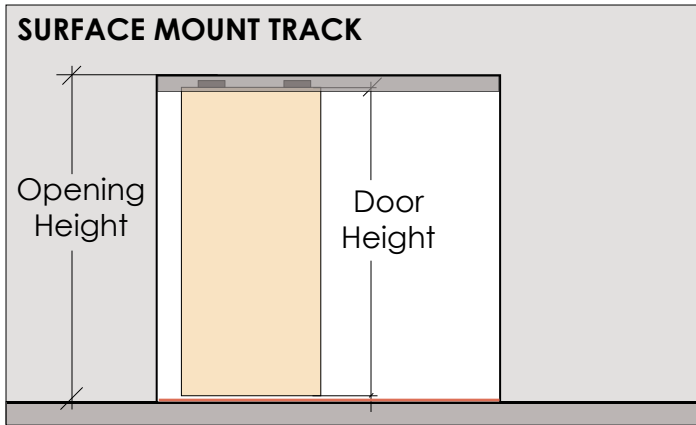 SURFACE MOUNT TRACK
Opening
Height
Door
Height